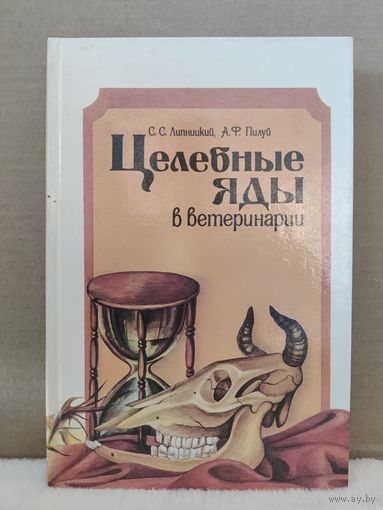 С. С. Липницкий, А. Ф. Пилуй
Целебные
яды
в ветеринарии
www.ay.by